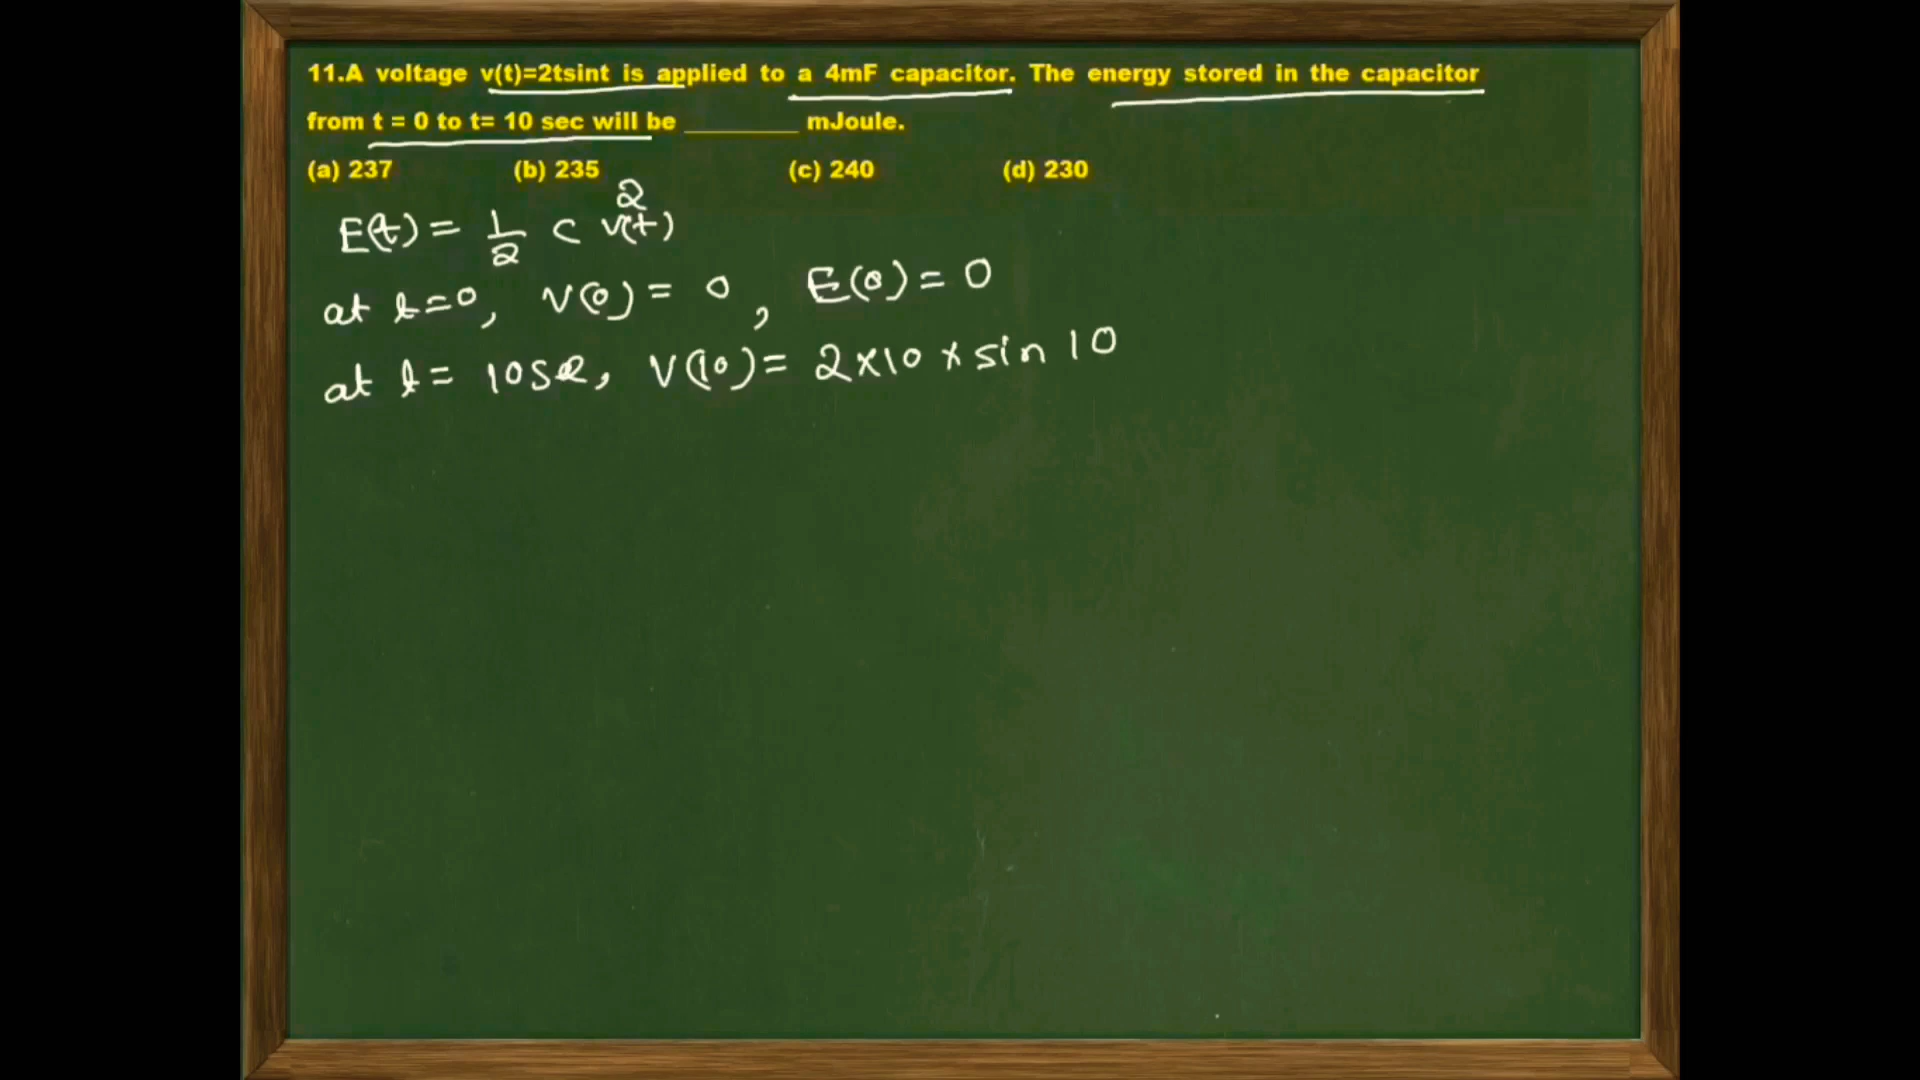 11.A voltage v(t)=2tsint is applied to a 4mF capacitor. The energy stored in the capacitor
from t = 0 to t= 10 sec will be ________ mJoule.
(a) 237 (b) 235 (c) 240 (d) 230
E(t) = 1/2 C v²(t)
at t=0, V(0) = 0, E(0) = 0
at t = 10sec, V(10) = 2×10 × sin 10